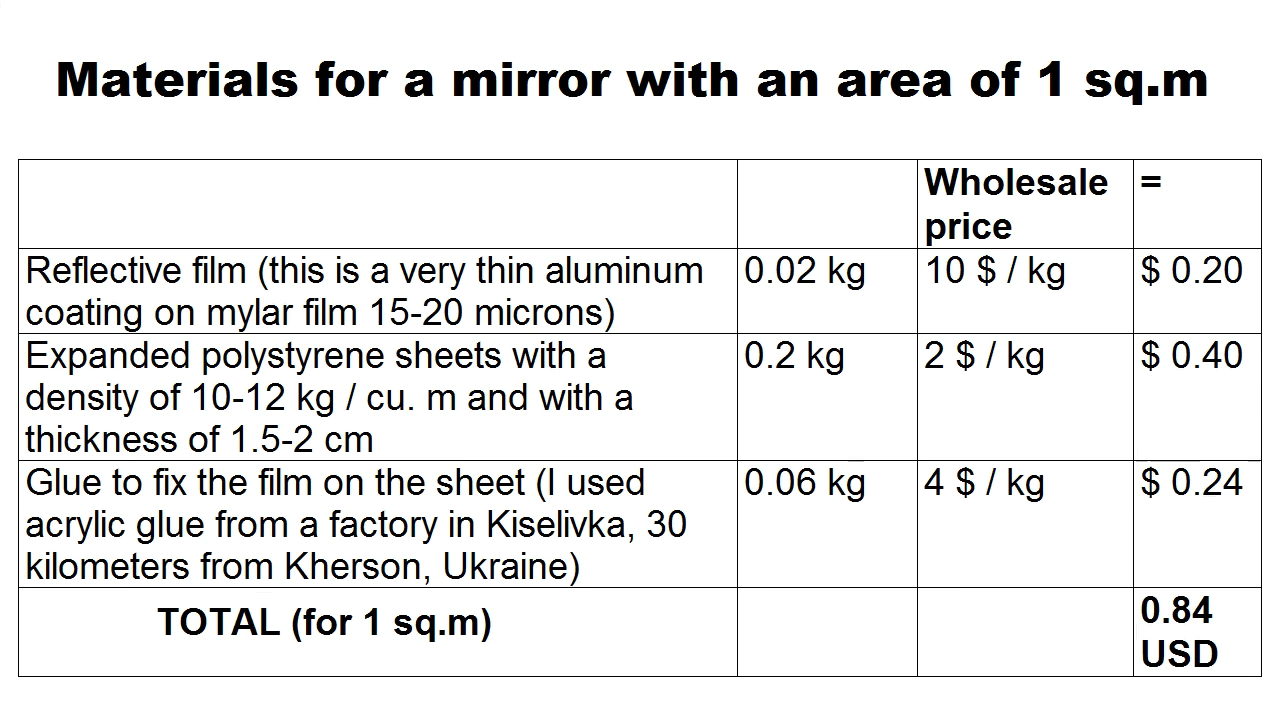 Materials for a mirror with an area of 1 sq.m
Wholesale price =
Reflective film (this is a very thin aluminum coating on mylar film 15-20 microns) 0.02 kg 10 $ / kg $ 0.20
Expanded polystyrene sheets with a density of 10-12 kg / cu. m and with a thickness of 1.5-2 cm 0.2 kg 2 $ / kg $ 0.40
Glue to fix the film on the sheet (I used acrylic glue from a factory in Kiselivka, 30 kilometers from Kherson, Ukraine) 0.06 kg 4 $ / kg $ 0.24
TOTAL (for 1 sq.m) 0.84 USD